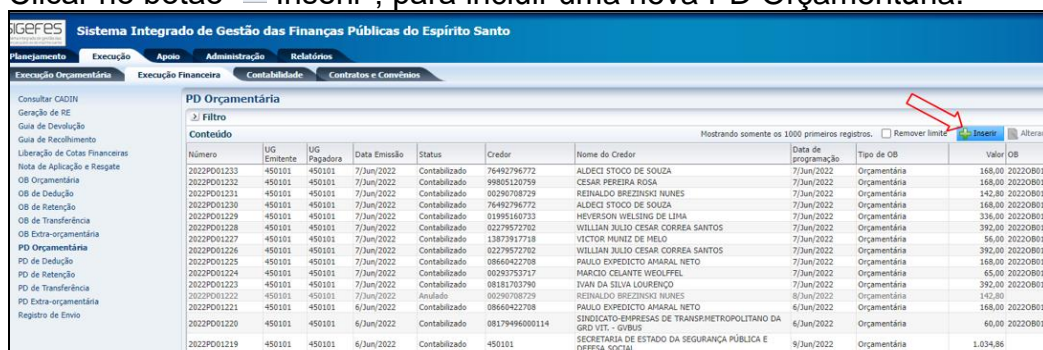 Clicar no botão "Inserir", para incluir uma nova PD Orçamentária.
SIGEFES Sistema Integrado de Gestão das Finanças Públicas do Espírito Santo
Planejamento Execução Apoio Administração Relatórios
Execução Orçamentária Execução Financeira Contabilidade Contratos e Convênios
Consultar CADIN
Geração de RE
Guia de Devolução
Guia de Recolhimento
Liberação de Cotas Financeiras
Nota de Aplicação e Resgate
OB Orçamentária
OB de Dedução
OB de Retenção
OB de Transferência
OB Extra-orçamentária
PD Orçamentária
PD de Dedução
PD de Retenção
PD de Transferência
PD Extra-orçamentária
Registro de Envio
PD Orçamentária
Filtro
Conteúdo Mostrando somente os 1000 primeiros registros. Remover limite Inserir Alterar
Número UG Emitente UG Pagadora Data Emissão Status Credor Nome do Credor Data de programação Tipo de OB Valor OB
2022PD01233 450101 450101 7/Jun/2022 Contabilizado 76492796772 ALDECI STOCO DE SOUZA 7/Jun/2022 Orçamentária 168,00 2022OB01
2022PD01232 450101 450101 7/Jun/2022 Contabilizado 99805120759 CESAR PEREIRA ROSA 7/Jun/2022 Orçamentária 168,00 2022OB01
2022PD01231 450101 450101 7/Jun/2022 Contabilizado 00290708729 REINALDO BREZINSKI NUNES 7/Jun/2022 Orçamentária 142,80 2022OB01
2022PD01230 450101 450101 7/Jun/2022 Contabilizado 76492796772 ALDECI STOCO DE SOUZA 7/Jun/2022 Orçamentária 168,00 2022OB01
2022PD01229 450101 450101 7/Jun/2022 Contabilizado 01995160733 HEVERSON WELSING DE LIMA 7/Jun/2022 Orçamentária 336,00 2022OB01
2022PD01228 450101 450101 7/Jun/2022 Contabilizado 02279572702 WILLIAN JULIO CESAR CORREA SANTOS 7/Jun/2022 Orçamentária 392,00 2022OB01
2022PD01227 450101 450101 7/Jun/2022 Contabilizado 13873917718 VICTOR MUNIZ DE MELO 7/Jun/2022 Orçamentária 56,00 2022OB01
2022PD01226 450101 450101 7/Jun/2022 Contabilizado 02279572702 WILLIAN JULIO CESAR CORREA SANTOS 7/Jun/2022 Orçamentária 392,00 2022OB01
2022PD01225 450101 450101 7/Jun/2022 Contabilizado 08660422708 PAULO EXPEDICTO AMARAL NETO 7/Jun/2022 Orçamentária 168,00 2022OB01
2022PD01224 450101 450101 7/Jun/2022 Contabilizado 00293753717 MARCIO CELANTE WEOLFFEL 7/Jun/2022 Orçamentária 65,00 2022OB01
2022PD01223 450101 450101 7/Jun/2022 Contabilizado 08181703790 IVAN DA SILVA LOURENÇO 7/Jun/2022 Orçamentária 392,00 2022OB01
2022PD01222 450101 450101 7/Jun/2022 Anulado 00290708729 REINALDO BREZINSKI NUNES 8/Jun/2022 Orçamentária 142,80
2022PD01221 450101 450101 6/Jun/2022 Contabilizado 08660422708 PAULO EXPEDICTO AMARAL NETO 6/Jun/2022 Orçamentária 168,00 2022OB01
2022PD01220 450101 450101 6/Jun/2022 Contabilizado 08179496000114 SINDICATO-EMPRESAS DE TRANSP.METROPOLITANO DA GRD VIT. - GVBUS 6/Jun/2022 Orçamentária 60,00 2022OB01
2022PD01219 450101 450101 6/Jun/2022 Contabilizado 450101 SECRETARIA DE ESTADO DA SEGURANÇA PÚBLICA E DEFESA SOCIAL 9/Jun/2022 Orçamentária 1.034,86